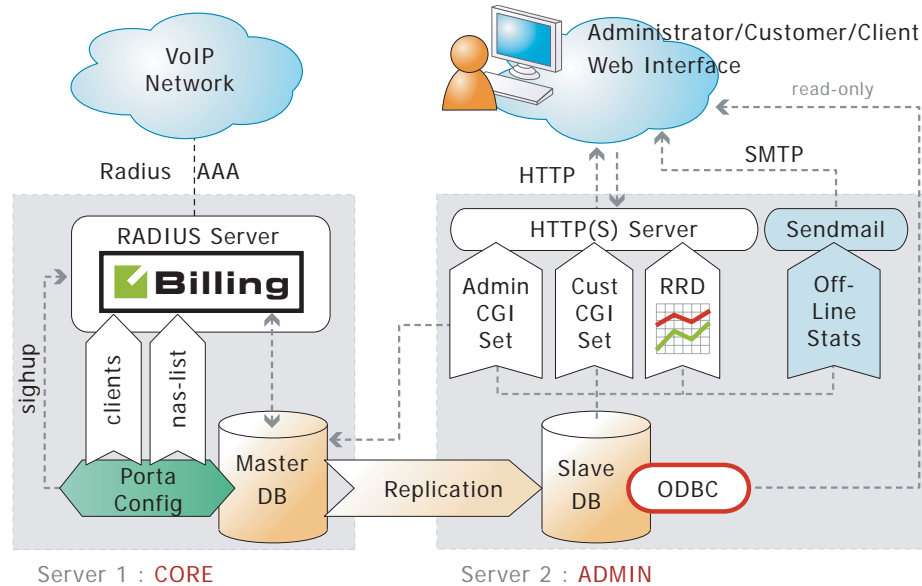 VoIP
Network
Administrator/Customer/Client
Web Interface
read-only
Radius AAA
HTTP
SMTP
RADIUS Server
Billing
HTTP(S) Server
Sendmail
Admin
CGI
Set
Cust
CGI
Set
RRD
Off-
Line
Stats
sighup
clients
nas-list
Porta
Config
Master
DB
Replication
Slave
DB
ODBC
Server 1 : CORE
Server 2 : ADMIN